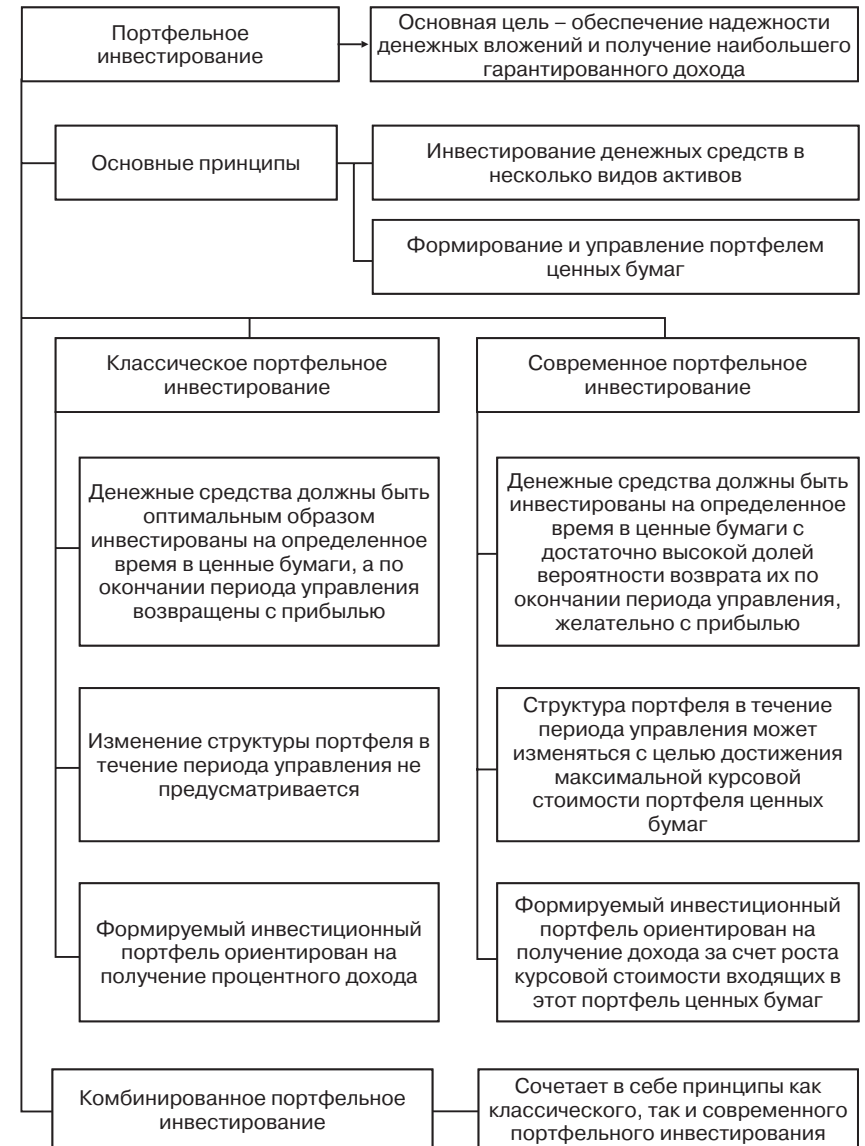 Портфельное
инвестирование
Основная цель – обеспечение надежности
денежных вложений и получение наибольшего
гарантированного дохода
Основные принципы
Инвестирование денежных средств в
несколько видов активов
Формирование и управление портфелем
ценных бумаг
Классическое портфельное
инвестирование
Современное портфельное
инвестирование
Денежные средства должны быть
оптимальным образом
инвестированы на определенное
время в ценные бумаги, а по
окончании периода управления
возвращены с прибылью
Денежные средства должны быть
инвестированы на определенное
время в ценные бумаги с
достаточно высокой долей
вероятности возврата их по
окончании периода управления,
желательно с прибылью
Изменение структуры портфеля в
течение периода управления не
предусматривается
Структура портфеля в течение
периода управления может
изменяться с целью достижения
максимальной курсовой
стоимости портфеля ценных
бумаг
Формируемый инвестиционный
портфель ориентирован на
получение процентного дохода
Формируемый инвестиционный
портфель ориентирован на
получение дохода за счет роста
курсовой стоимости входящих в
этот портфель ценных бумаг
Комбинированное портфельное
инвестирование
Сочетает в себе принципы как
классического, так и современного
портфельного инвестирования